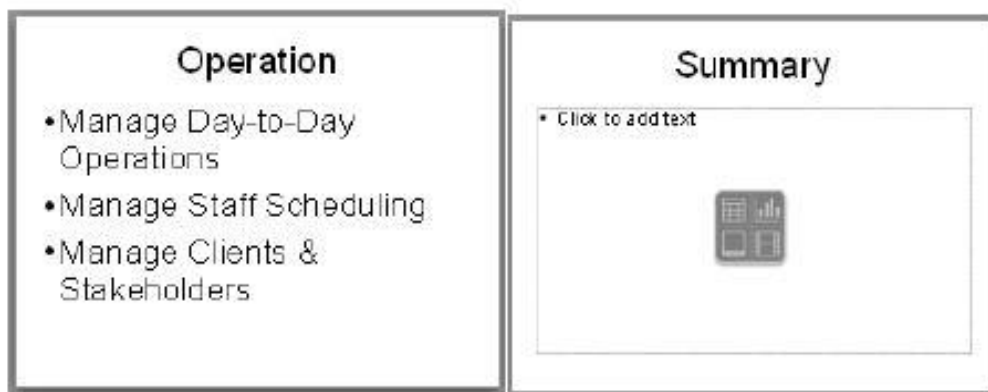 Operation
•Manage Day-to-Day
Operations
•Manage Staff Scheduling
•Manage Clients &
Stakeholders
Summary
• Click to add text